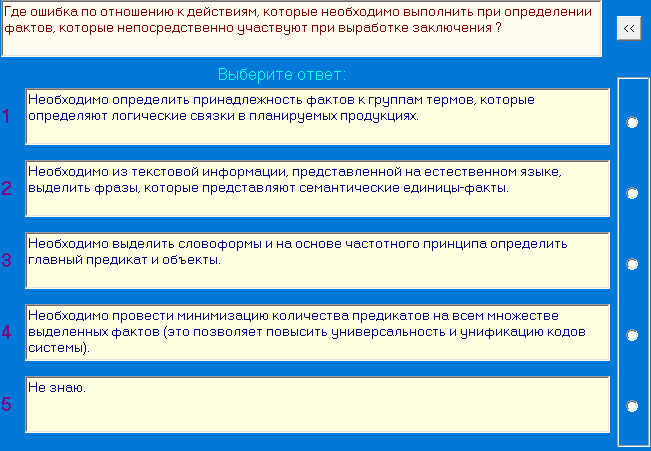 Где ошибка по отношению к действиям, которые необходимо выполнить при определении
фактов, которые непосредственно участвуют при выработке заключения ?
<<
Выберите ответ:
1
Необходимо определить принадлежность фактов к группам термов, которые
определяют логические связки в планируемых продукциях.
2
Необходимо из текстовой информации, представленной на естественном языке,
выделить фразы, которые представляют семантические единицы-факты.
3
Необходимо выделить словоформы и на основе частотного принципа определить
главный предикат и объекты.
4
Необходимо провести минимизацию количества предикатов на всем множестве
выделенных фактов (это позволяет повысить универсальность и унификацию кодов
системы).
5
Не знаю.